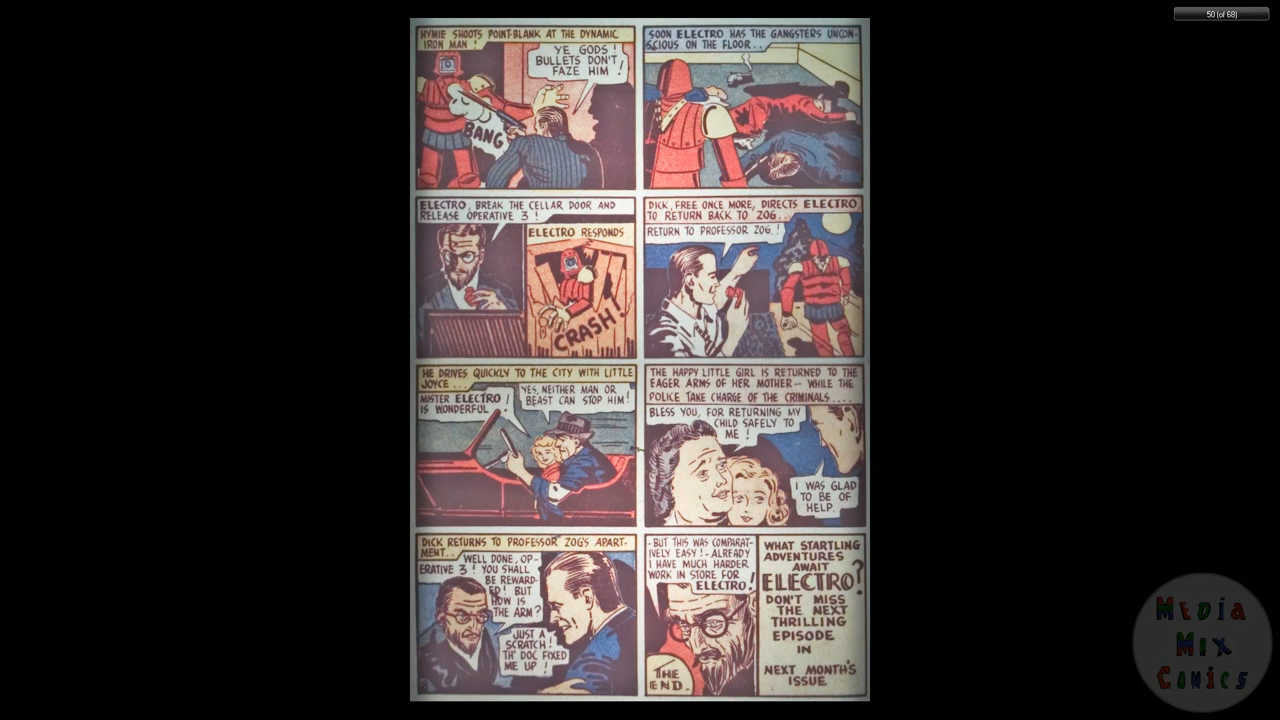 50 (of 68)
HYMIE SHOOTS POINT-BLANK AT THE DYNAMIC
IRON MAN!
YE GODS!
BULLETS DON'T
FAZE HIM!
BANG
SOON ELECTRO HAS THE GANGSTERS UNCON-
SCIOUS ON THE FLOOR..
ELECTRO, BREAK THE CELLAR DOOR AND
RELEASE OPERATIVE 3!
ELECTRO RESPONDS
CRASH!
DICK, FREE ONCE MORE, DIRECTS ELECTRO
TO RETURN BACK TO ZOG...
RETURN TO PROFESSOR ZOG!
HE DRIVES QUICKLY TO THE CITY WITH LITTLE
JOYCE...
MISTER ELECTRO
IS WONDERFUL!
YES, NEITHER MAN OR
BEAST CAN STOP HIM!
THE HAPPY LITTLE GIRL IS RETURNED TO THE
EAGER ARMS OF HER MOTHER-- WHILE THE
POLICE TAKE CHARGE OF THE CRIMINALS....
BLESS YOU, FOR RETURNING MY
CHILD SAFELY TO
ME!
I WAS GLAD
TO BE OF
HELP.
DICK RETURNS TO PROFESSOR ZOG'S APART-
MENT..
WELL DONE, OP-
ERATIVE 3! YOU SHALL
BE REWARD-
ED! BUT
HOW IS
THE ARM?
JUST A
SCRATCH!
TH' DOC FIXED
ME UP!
-BUT THIS WAS COMPARAT-
IVELY EASY!-ALREADY
I HAVE MUCH HARDER
WORK IN STORE FOR
ELECTRO!
THE
END.
WHAT STARTLING
ADVENTURES
AWAIT
ELECTRO?
DON'T MISS
THE NEXT
THRILLING
EPISODE
IN
NEXT MONTH'S
ISSUE
MEDIA
MIX
COMICS